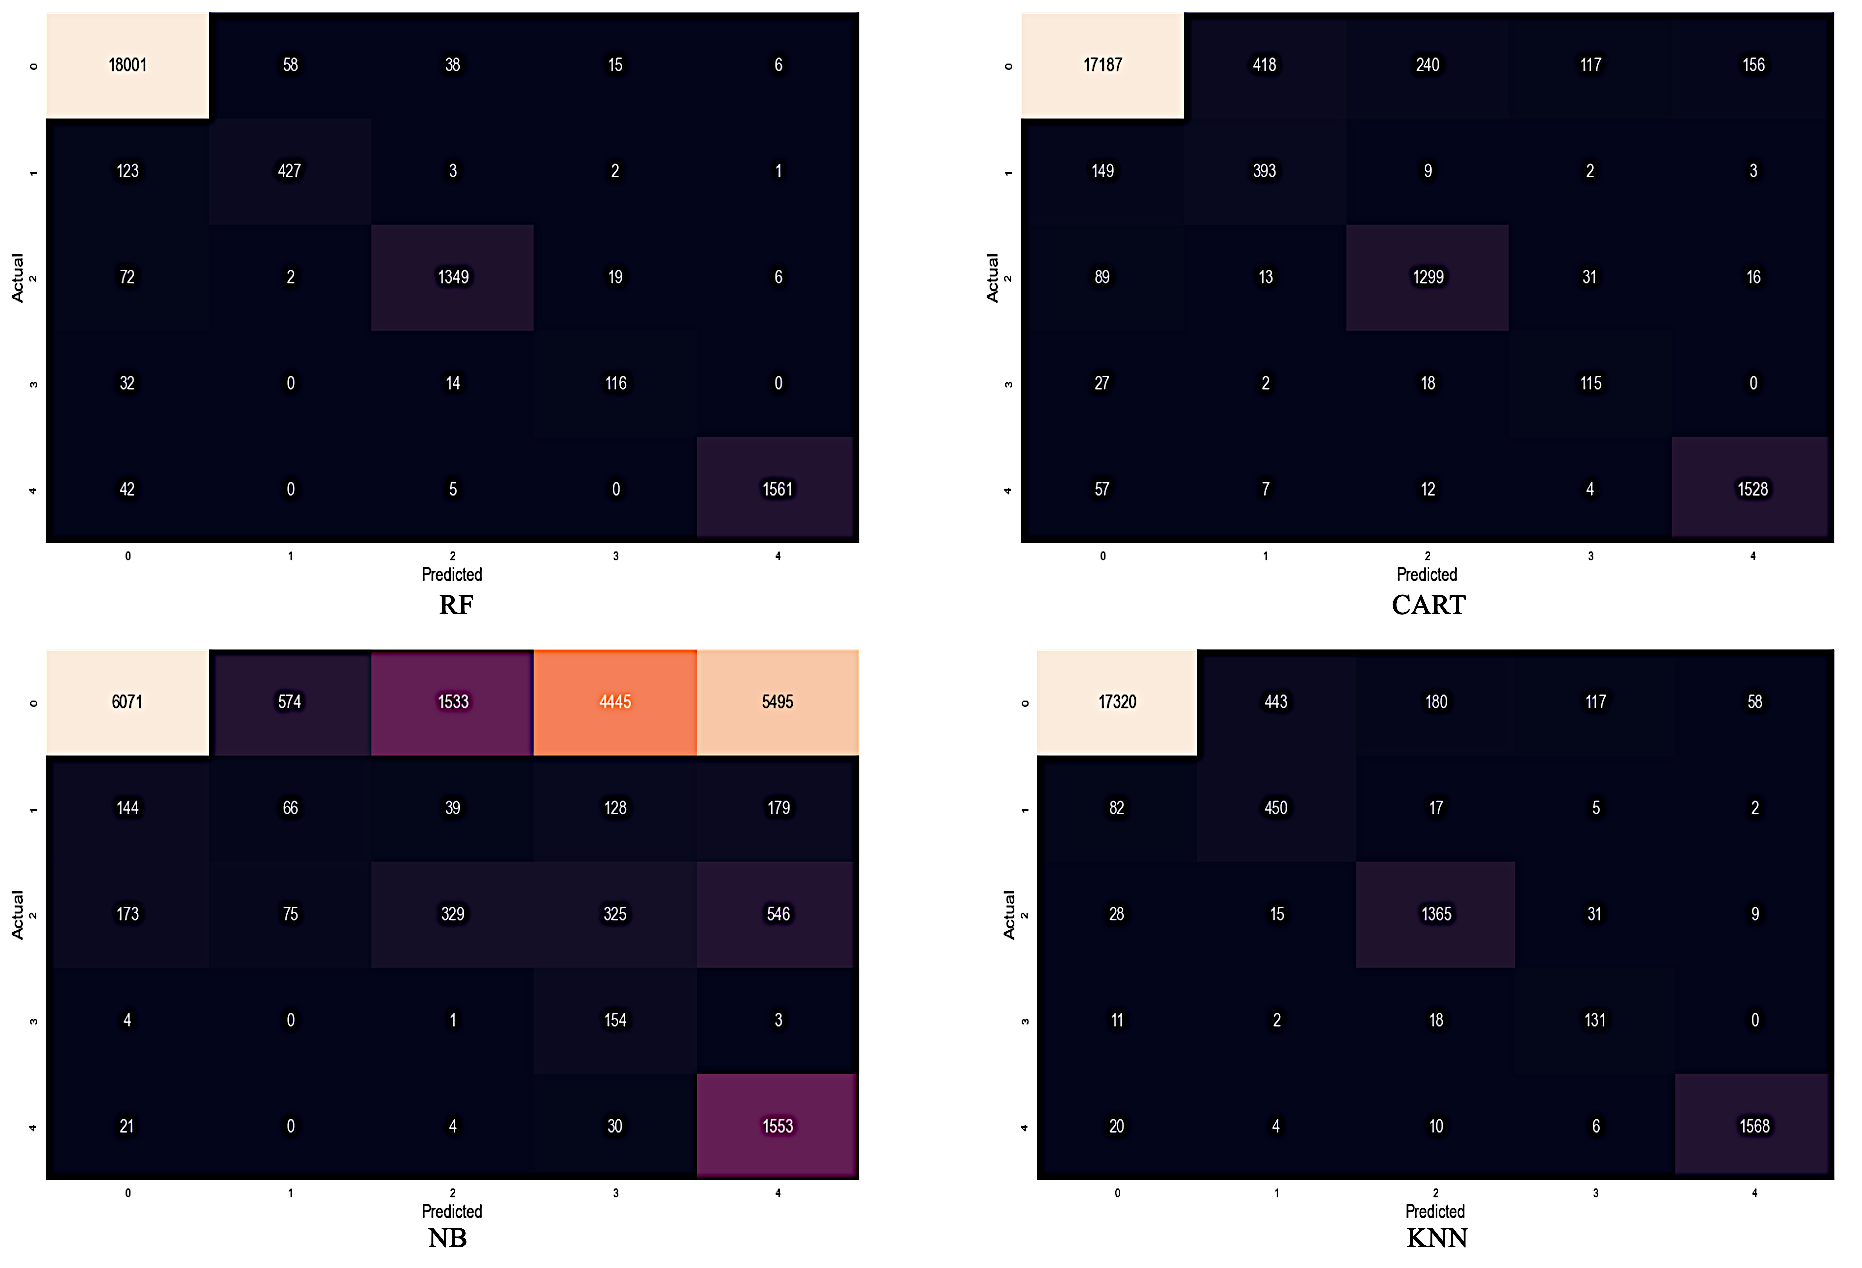 18001 58 38 15 6
123 427 3 2 1
72 2 1349 19 6
32 0 14 116 0
42 0 5 0 1561
0 1 2 3 4
Actual
0 1 2 3 4
Predicted
RF
17187 418 240 117 156
149 393 9 2 3
89 13 1299 31 16
27 2 18 115 0
57 7 12 4 1528
0 1 2 3 4
Actual
0 1 2 3 4
Predicted
CART
6071 574 1533 4445 5495
144 66 39 128 179
173 75 329 325 546
4 0 1 154 3
21 0 4 30 1553
0 1 2 3 4
Actual
0 1 2 3 4
Predicted
NB
17320 443 180 117 58
82 450 17 5 2
28 15 1365 31 9
11 2 18 131 0
20 4 10 6 1568
0 1 2 3 4
Actual
0 1 2 3 4
Predicted
KNN